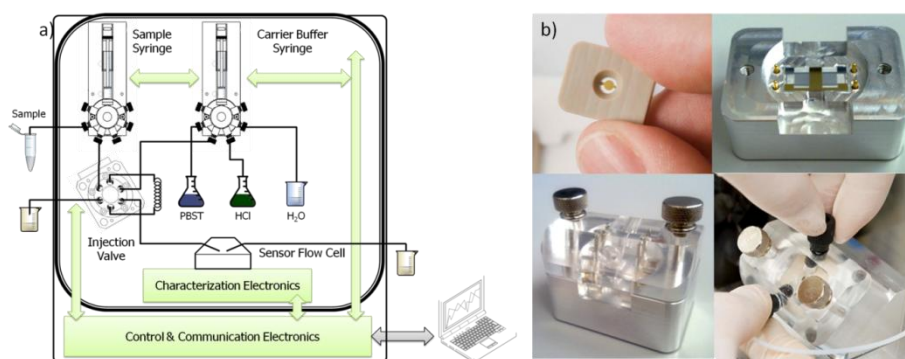 a)
Sample
Syringe
Carrier Buffer
Syringe
Sample
PBST
HCl
H₂O
Injection
Valve
Sensor Flow Cell
Characterization Electronics
Control & Communication Electronics
b)